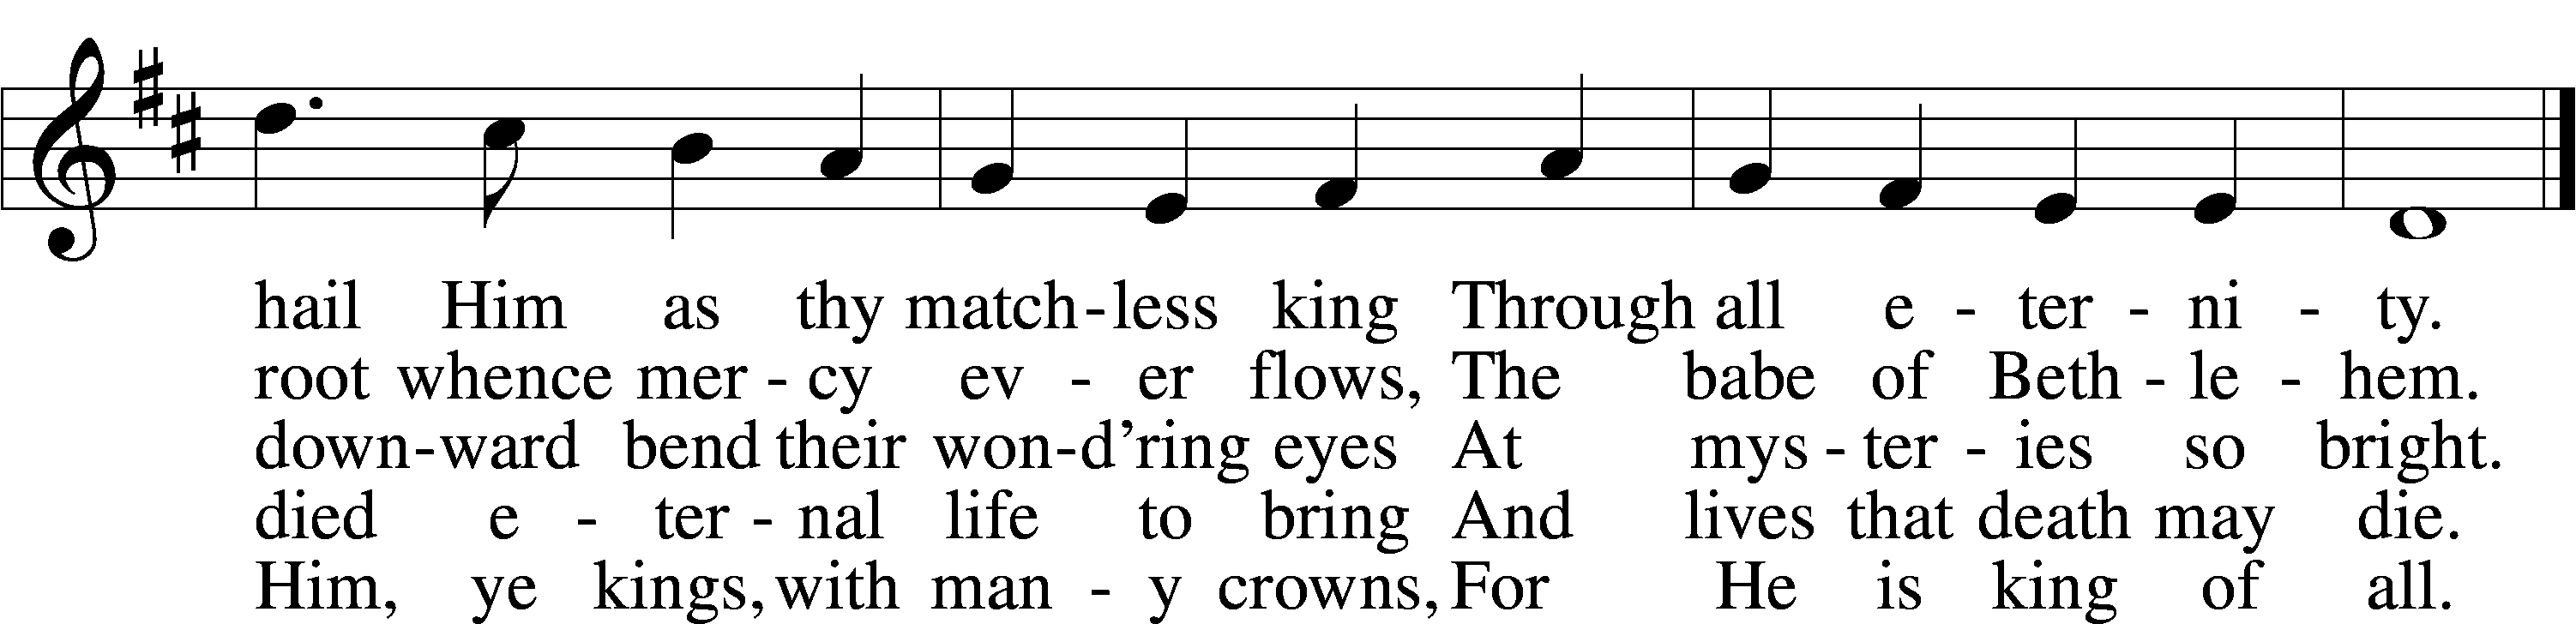 hail Him as thy match-less king Through all e - ter - ni - ty.
root whence mer - cy ev - er flows, The babe of Beth - le - hem.
down-ward bend their won-d’ring eyes At mys - ter - ies so bright.
died e - ter - nal life to bring And lives that death may die.
Him, ye kings, with man - y crowns, For He is king of all.